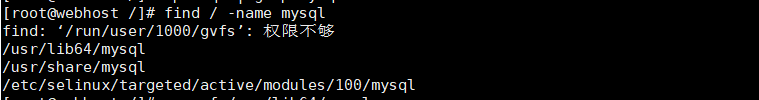 [root@webhost /]# find / -name mysql
find: ‘/run/user/1000/gvfs’: 权限不够
/usr/lib64/mysql
/usr/share/mysql
/etc/selinux/targeted/active/modules/100/mysql